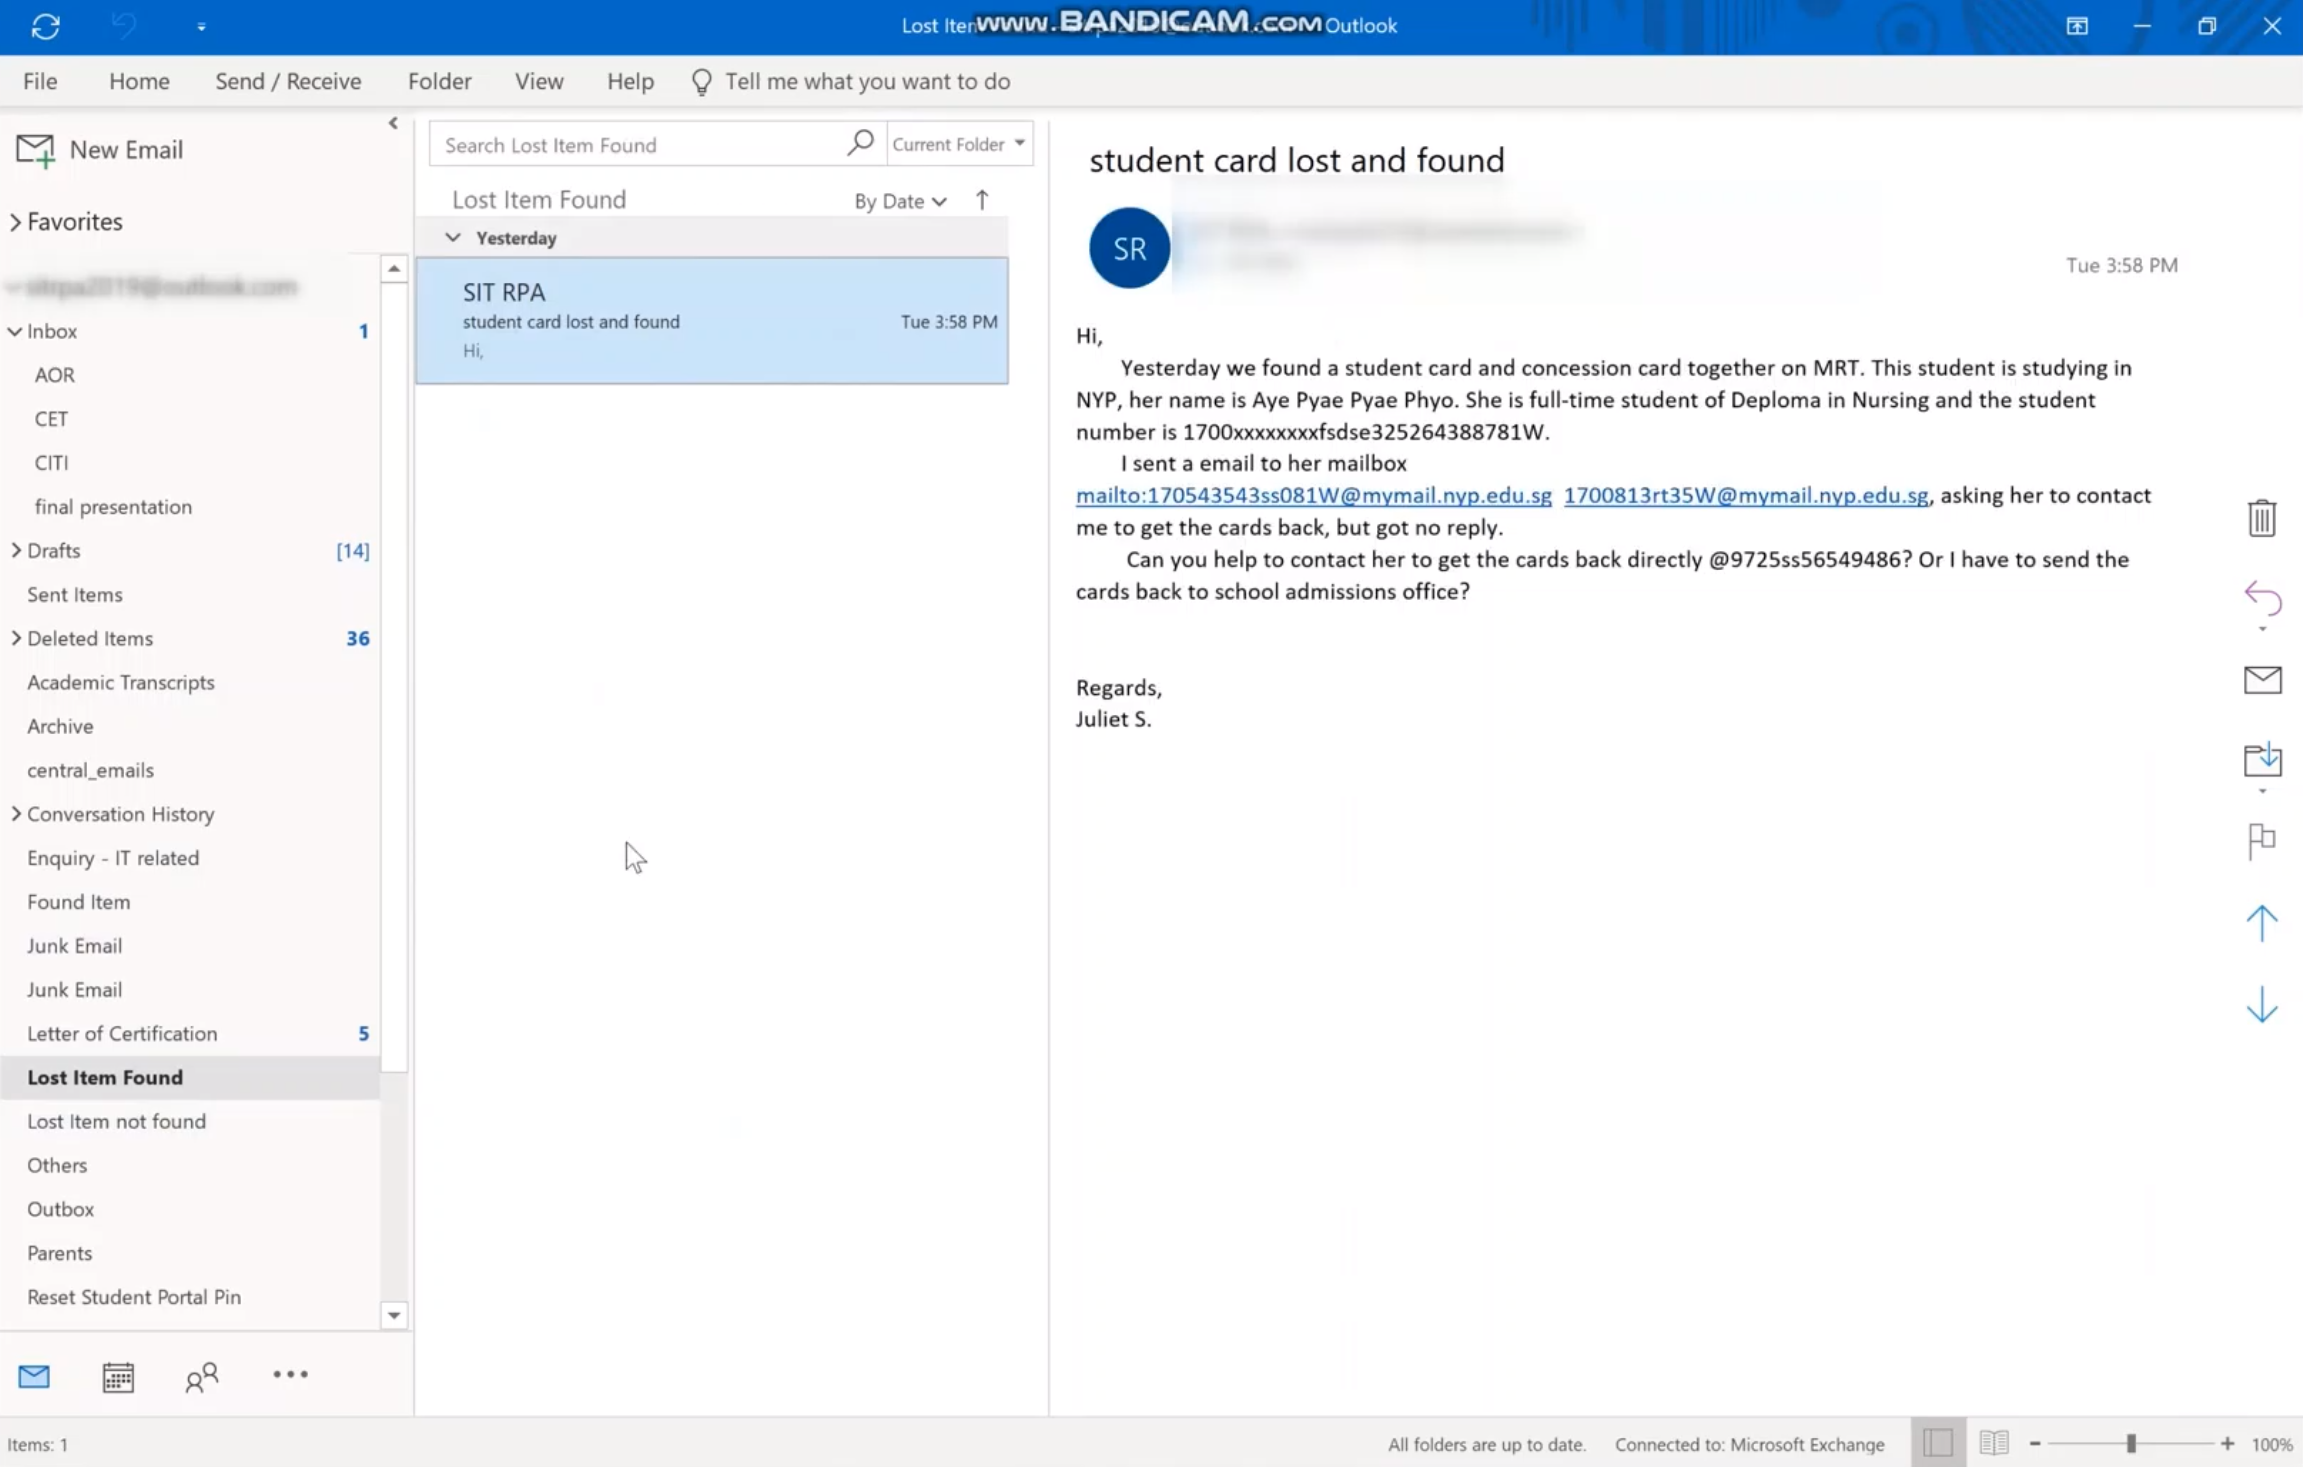 Lost Item
WWW.BANDICAM.COM
Outlook
File
Home
Send / Receive
Folder
View
Help
Tell me what you want to do
New Email
Favorites
Inbox 1
AOR
CET
CITI
final presentation
Drafts [14]
Sent Items
Deleted Items 36
Academic Transcripts
Archive
central_emails
Conversation History
Enquiry - IT related
Found Item
Junk Email
Junk Email
Letter of Certification 5
Lost Item Found
Lost Item not found
Others
Outbox
Parents
Reset Student Portal Pin
Items: 1
Search Lost Item Found
Current Folder
Lost Item Found
By Date
Yesterday
SIT RPA
student card lost and found Tue 3:58 PM
Hi,
student card lost and found
SR
Tue 3:58 PM
Hi,
Yesterday we found a student card and concession card together on MRT. This student is studying in
NYP, her name is Aye Pyae Pyae Phyo. She is full-time student of Deploma in Nursing and the student
number is 1700xxxxxxxxfsdse325264388781W.
I sent a email to her mailbox
mailto:170543543ss081W@mymail.nyp.edu.sg 1700813rt35W@mymail.nyp.edu.sg, asking her to contact
me to get the cards back, but got no reply.
Can you help to contact her to get the cards back directly @9725ss56549486? Or I have to send the
cards back to school admissions office?
Regards,
Juliet S.
All folders are up to date.
Connected to: Microsoft Exchange
100%